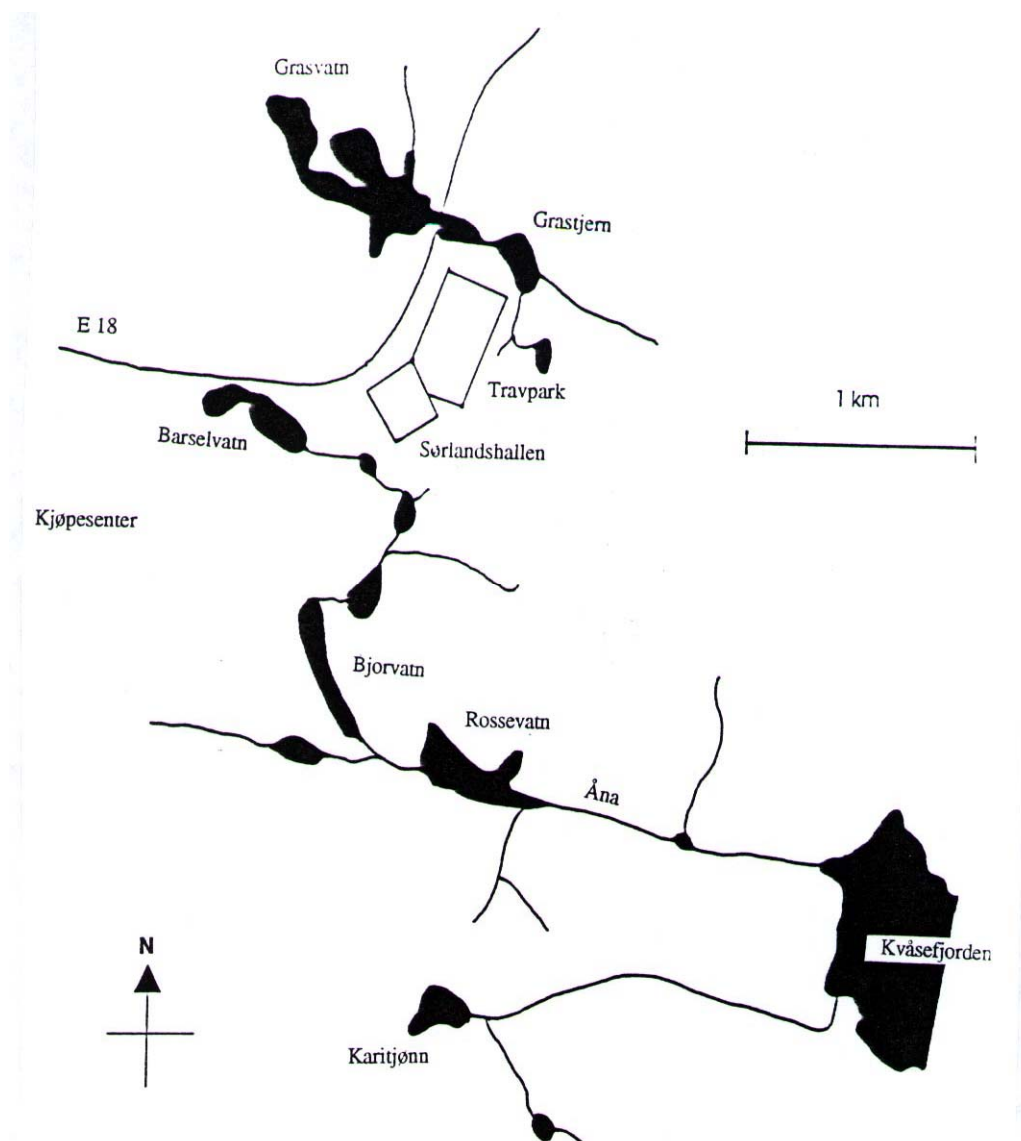 Grasvatn
Grastjern
E 18
Travpark
1 km
Barselvatn
Sørlandshallen
Kjøpesenter
Bjorvatn
Rossevatn
Åna
N
Kvåsefjorden
Karitjønn